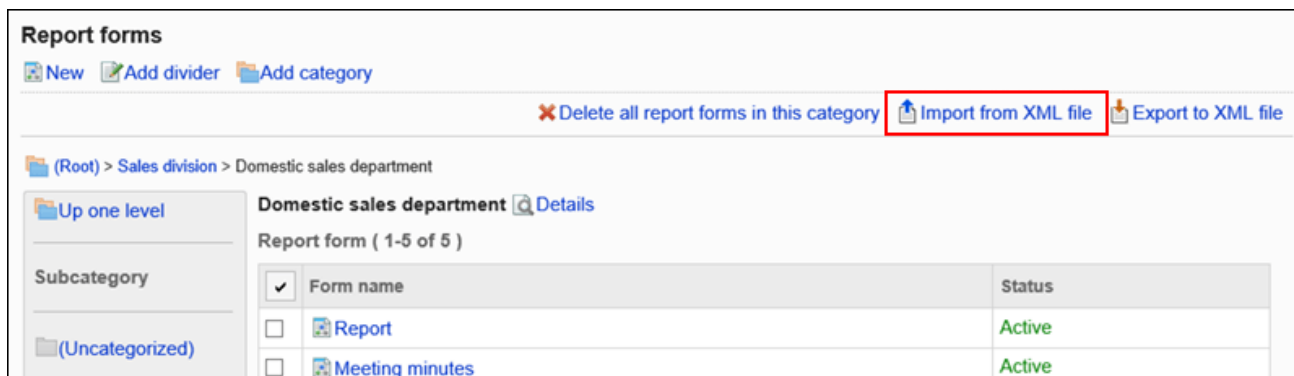 Report forms
New Add divider Add category
Delete all report forms in this category Import from XML file Export to XML file
(Root) > Sales division > Domestic sales department
Up one level
Domestic sales department Details
Report form ( 1-5 of 5 )
Subcategory
Form name Status
Report Active
(Uncategorized)
Meeting minutes Active